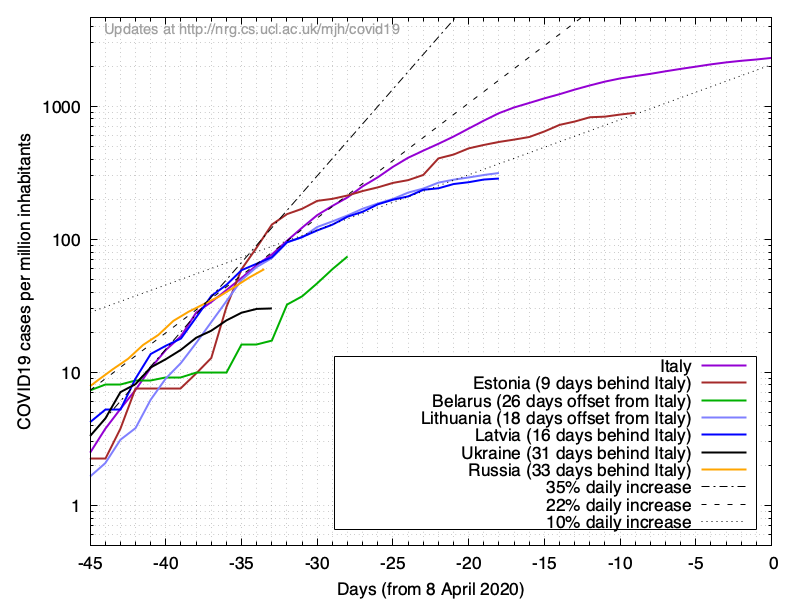 Updates at http://nrg.cs.ucl.ac.uk/mjh/covid19
COVID19 cases per million inhabitants
1000
100
10
1
Italy
Estonia (9 days behind Italy)
Belarus (26 days offset from Italy)
Lithuania (18 days offset from Italy)
Latvia (16 days behind Italy)
Ukraine (31 days behind Italy)
Russia (33 days behind Italy)
35% daily increase
22% daily increase
10% daily increase
-45 -40 -35 -30 -25 -20 -15 -10 -5 0
Days (from 8 April 2020)